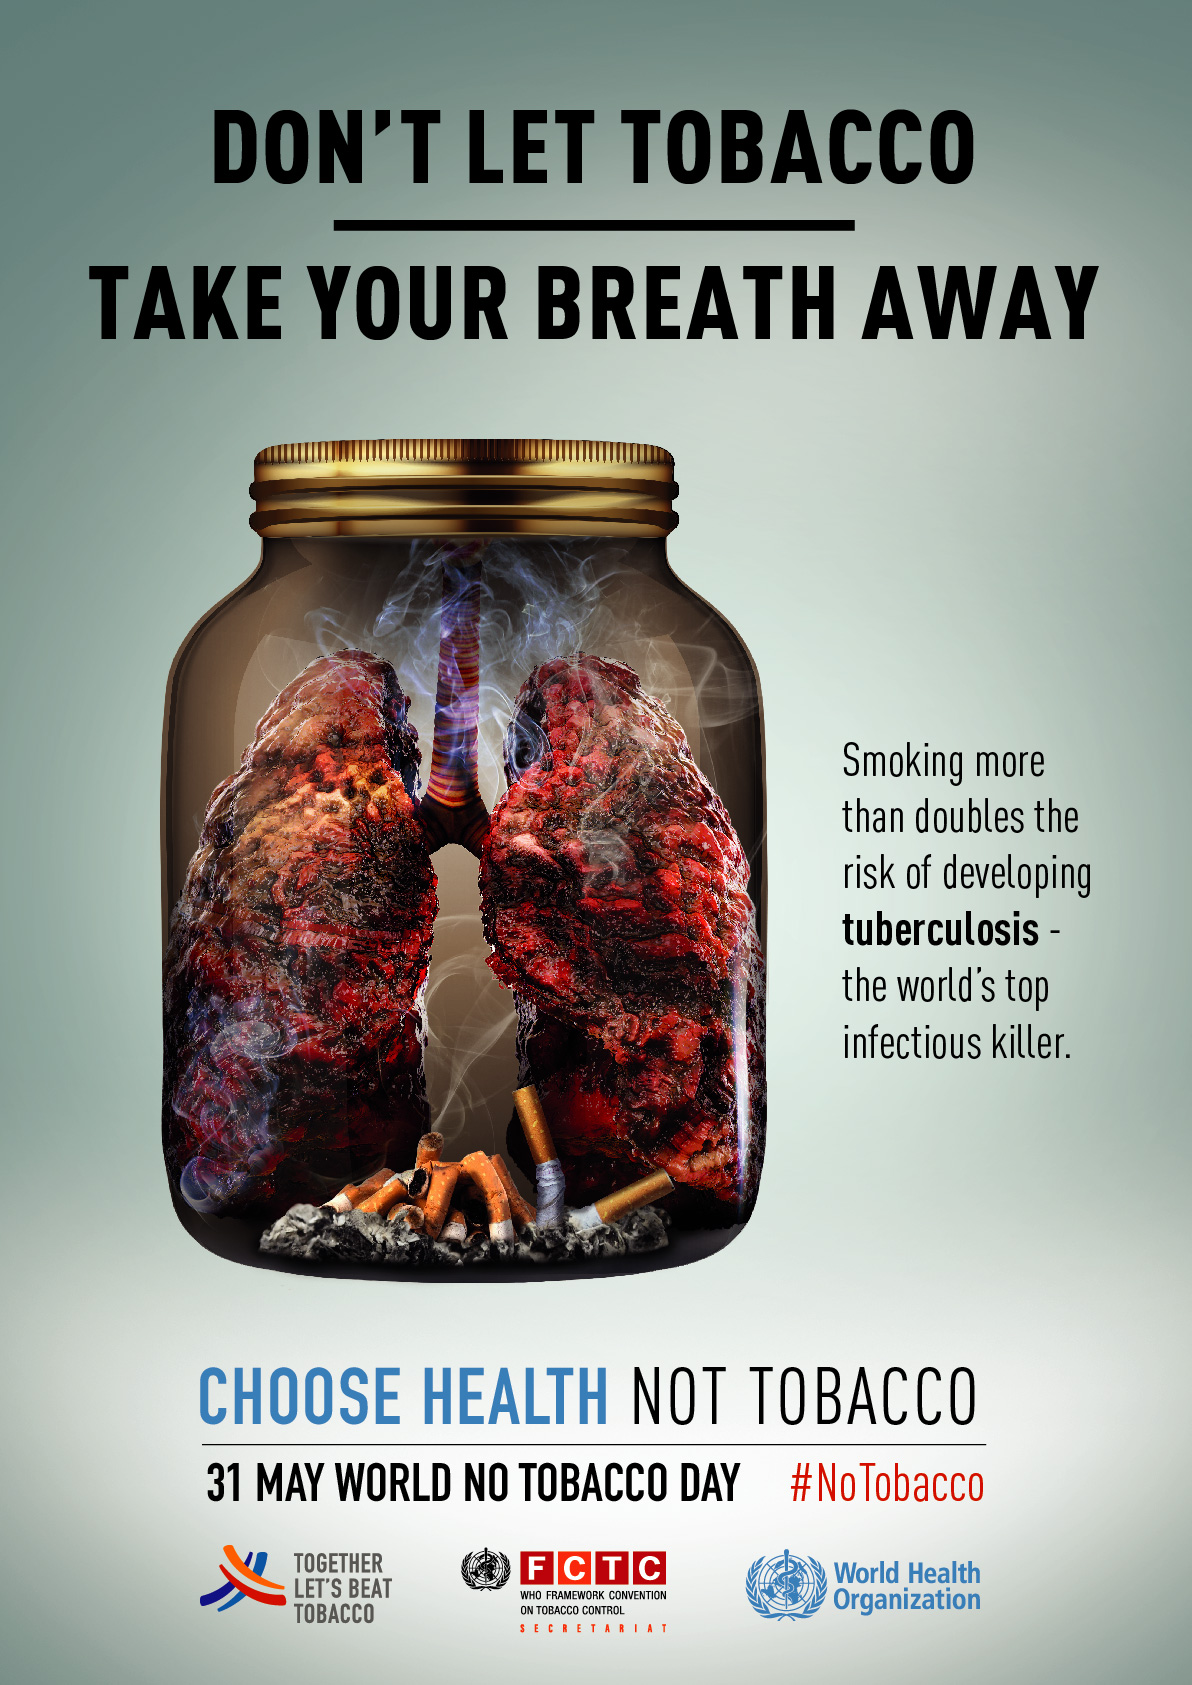 DON'T LET TOBACCO
TAKE YOUR BREATH AWAY
Smoking more
than doubles the
risk of developing
tuberculosis -
the world's top
infectious killer.
CHOOSE HEALTH NOT TOBACCO
31 MAY WORLD NO TOBACCO DAY #NoTobacco
TOGETHER
LET'S BEAT
TOBACCO
FCTC
WHO FRAMEWORK CONVENTION
ON TOBACCO CONTROL
SECRETARIAT
World Health
Organization